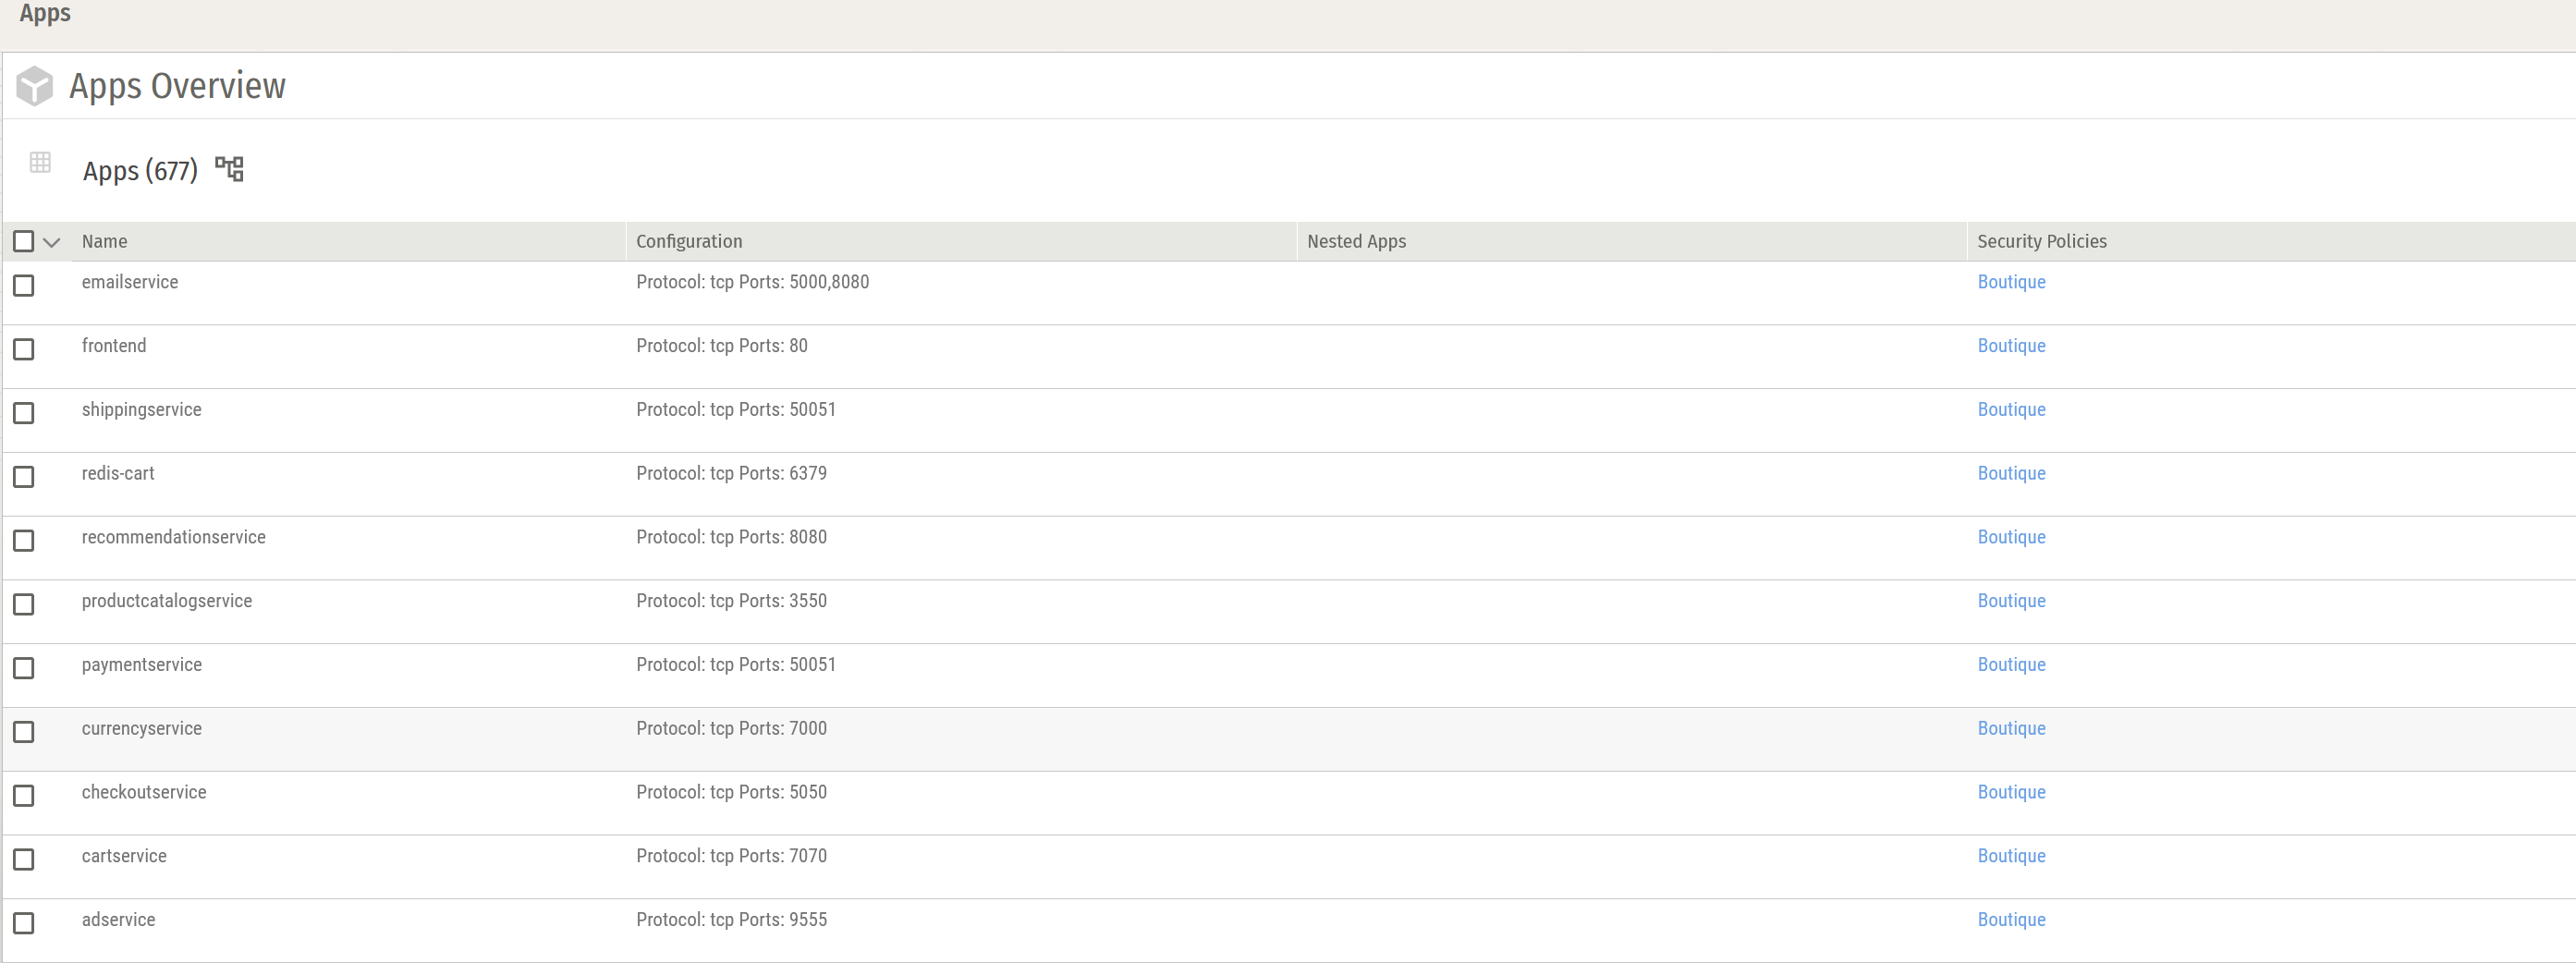 Apps
Apps Overview
Apps (677)
Name Configuration Nested Apps Security Policies
emailservice Protocol: tcp Ports: 5000,8080 Boutique
frontend Protocol: tcp Ports: 80 Boutique
shippingservice Protocol: tcp Ports: 50051 Boutique
redis-cart Protocol: tcp Ports: 6379 Boutique
recommendationservice Protocol: tcp Ports: 8080 Boutique
productcatalogservice Protocol: tcp Ports: 3550 Boutique
paymentservice Protocol: tcp Ports: 50051 Boutique
currencyservice Protocol: tcp Ports: 7000 Boutique
checkoutservice Protocol: tcp Ports: 5050 Boutique
cartservice Protocol: tcp Ports: 7070 Boutique
adservice Protocol: tcp Ports: 9555 Boutique